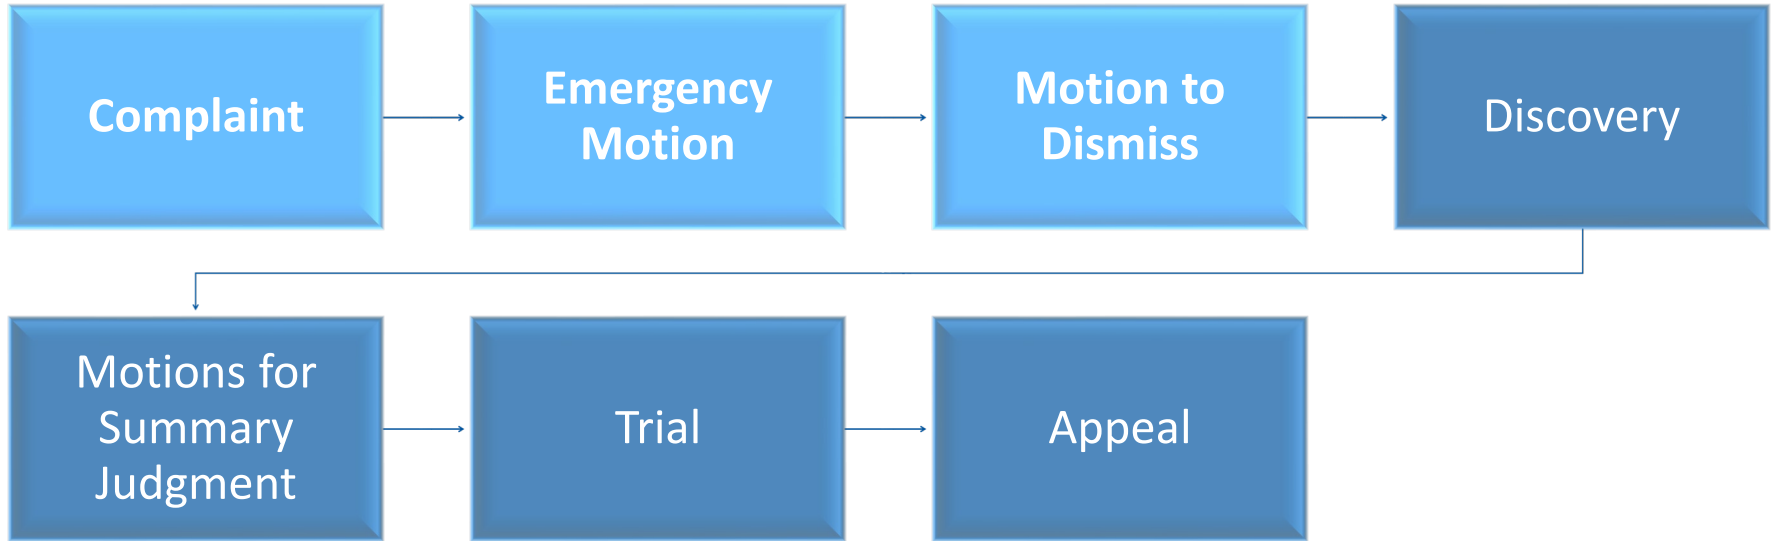 Complaint
Emergency
Motion
Motion to
Dismiss
Discovery
Motions for
Summary
Judgment
Trial
Appeal